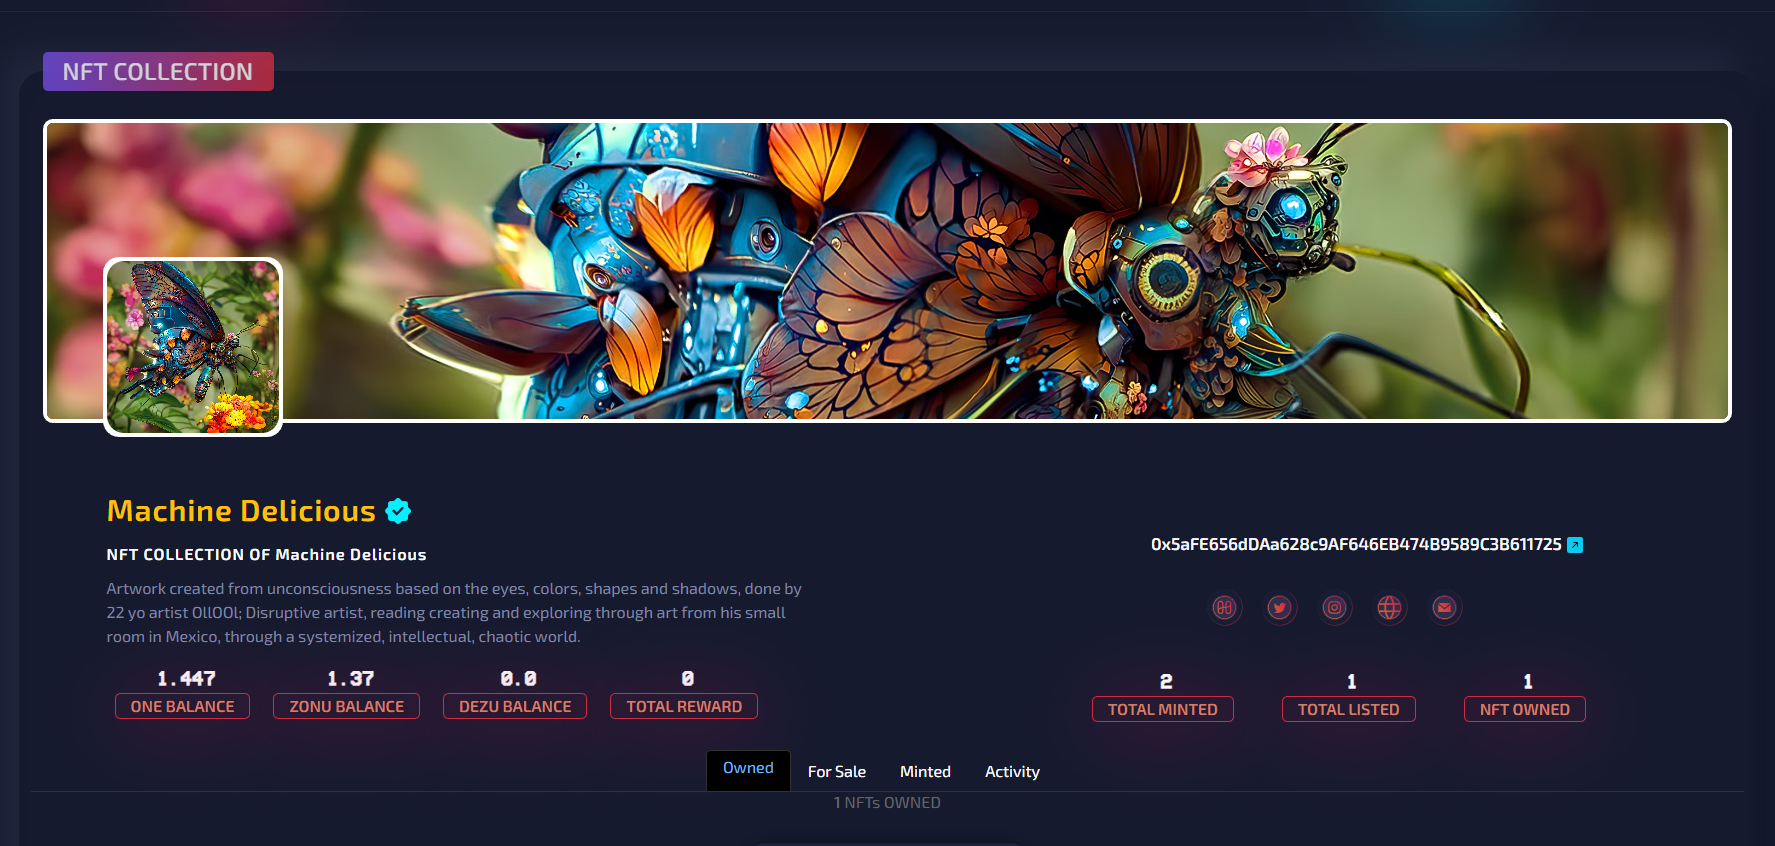 NFT COLLECTION
Machine Delicious
NFT COLLECTION OF Machine Delicious
Artwork created from unconsciousness based on the eyes, colors, shapes and shadows, done by
22 yo artist OllOOl; Disruptive artist, reading creating and exploring through art from his small
room in Mexico, through a systemized, intellectual, chaotic world.
1.447
ONE BALANCE
1.37
ZONU BALANCE
0.0
DEZU BALANCE
0
TOTAL REWARD
0x5aFE656dDAa628c9AF646EB474B9589C3B611725
2
TOTAL MINTED
1
TOTAL LISTED
1
NFT OWNED
Owned
For Sale
Minted
Activity
1 NFTs OWNED